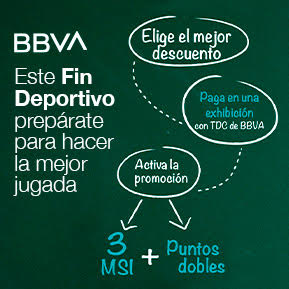 BBVA
Este Fin
Deportivo
prepárate
para hacer
la mejor
jugada
Elige el mejor
descuento
Paga en una
exhibición
con TDC de BBVA
Activa la
promoción
3
MSI
+
Puntos
dobles